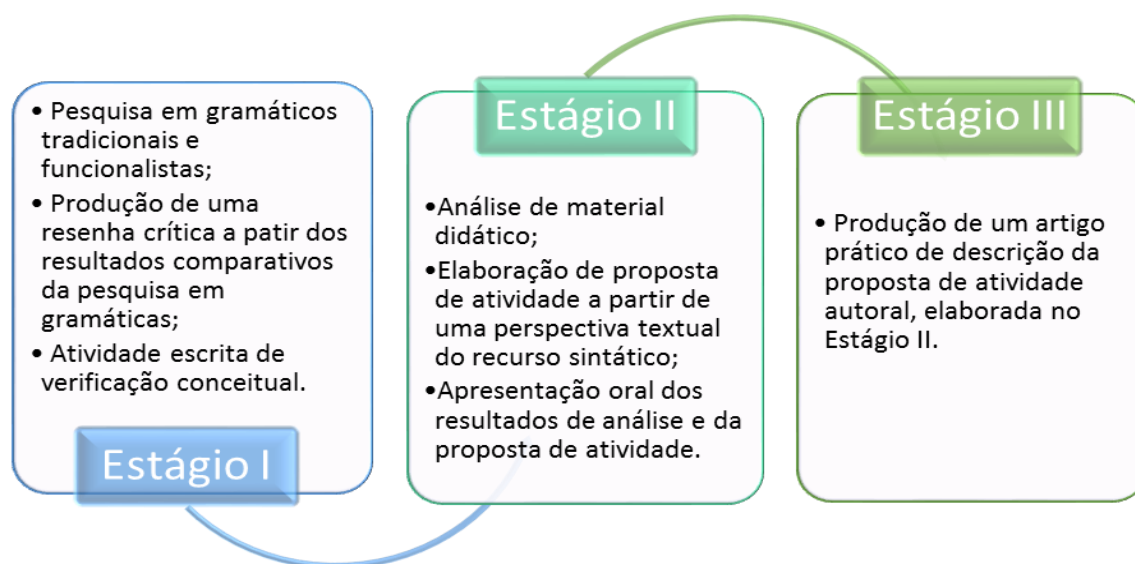 • Pesquisa em gramáticos
tradicionais e
funcionalistas;
• Produção de uma
resenha crítica a patir dos
resultados comparativos
da pesquisa em
gramáticas;
• Atividade escrita de
verificação conceitual.
Estágio I
Estágio II
•Análise de material
didático;
•Elaboração de proposta
de atividade a partir de
uma perspectiva textual
do recurso sintático;
•Apresentação oral dos
resultados de análise e da
proposta de atividade.
Estágio III
• Produção de um artigo
prático de descrição da
proposta de atividade
autoral, elaborada no
Estágio II.